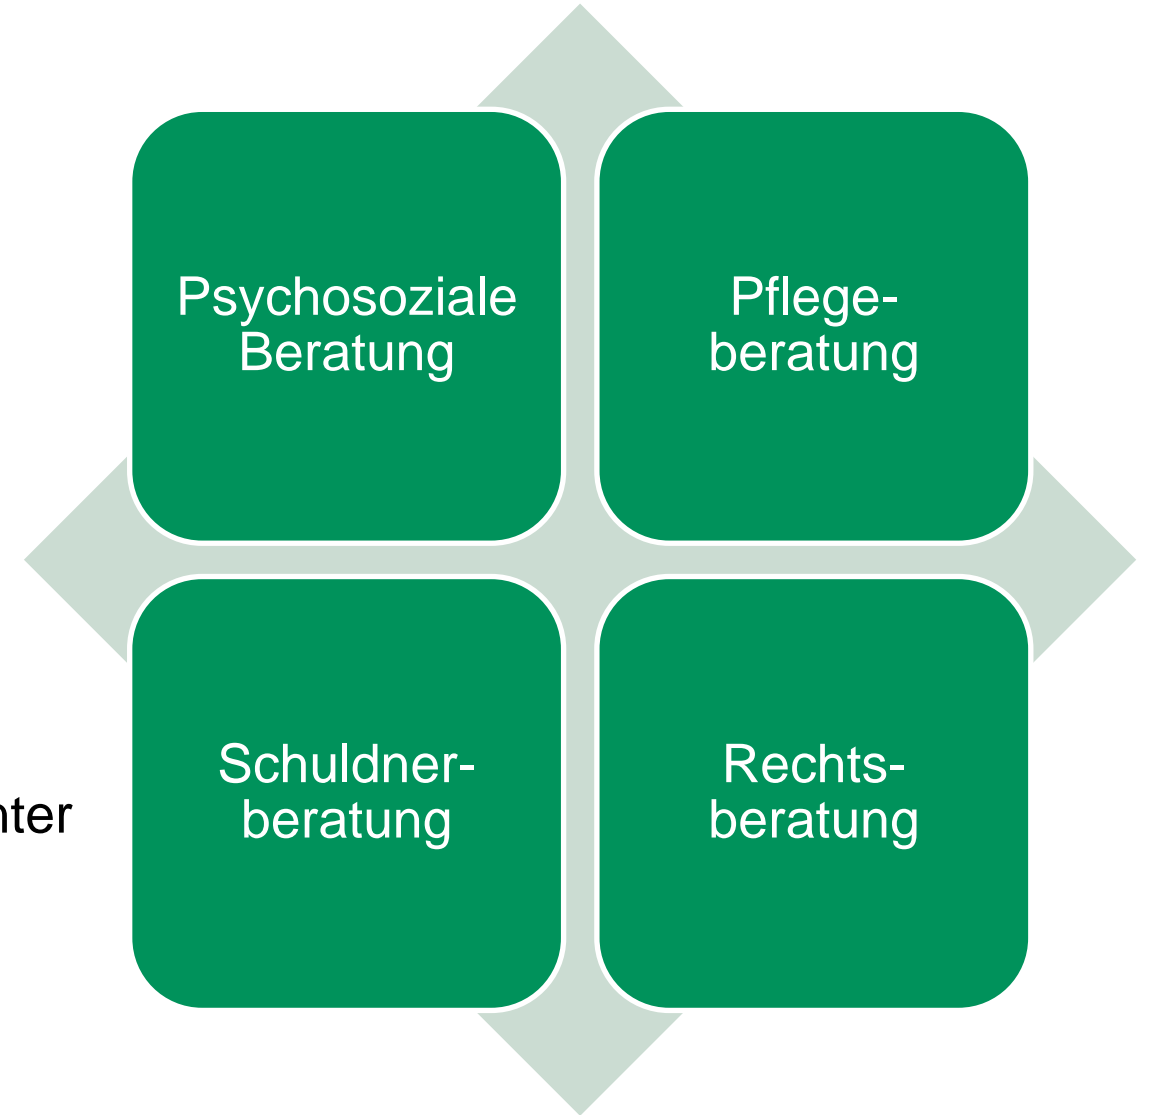 Psychosoziale
Beratung
Pflege-
beratung
Schuldner-
beratung
Rechts-
beratung